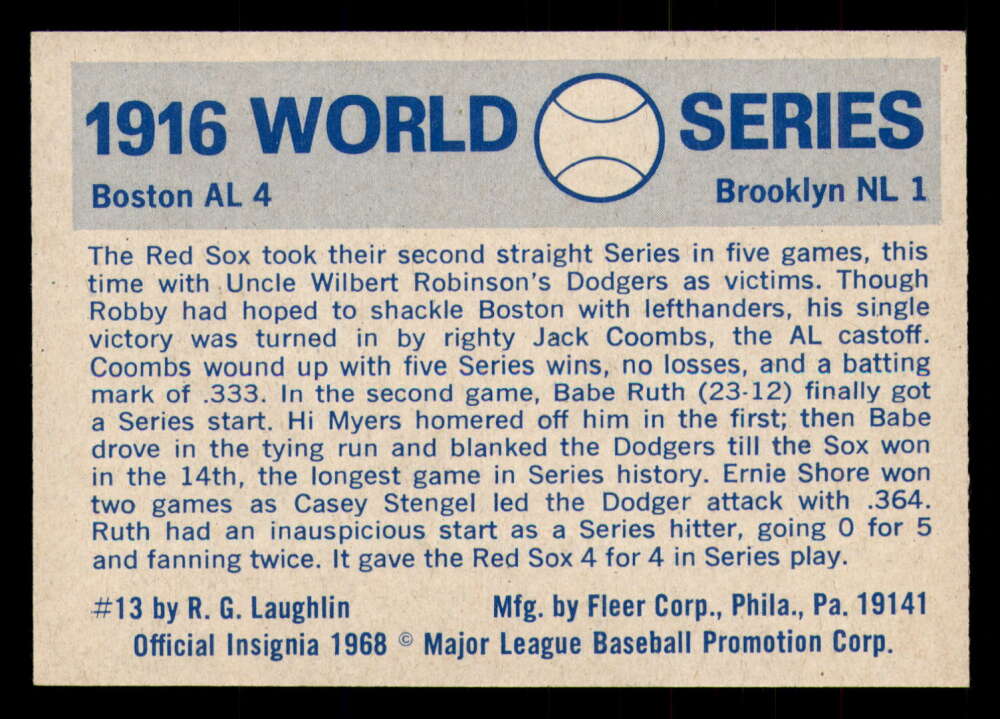 1916 WORLD SERIES
Boston AL 4
Brooklyn NL 1
The Red Sox took their second straight Series in five games, this
time with Uncle Wilbert Robinson's Dodgers as victims. Though
Robby had hoped to shackle Boston with lefthanders, his single
victory was turned in by righty Jack Coombs, the AL castoff.
Coombs wound up with five Series wins, no losses, and a batting
mark of .333. In the second game, Babe Ruth (23-12) finally got
a Series start. Hi Myers homered off him in the first; then Babe
drove in the tying run and blanked the Dodgers till the Sox won
in the 14th, the longest game in Series history. Ernie Shore won
two games as Casey Stengel led the Dodger attack with .364.
Ruth had an inauspicious start as a Series hitter, going 0 for 5
and fanning twice. It gave the Red Sox 4 for 4 in Series play.
#13 by R. G. Laughlin
Mfg. by Fleer Corp., Phila., Pa. 19141
Official Insignia 1968 © Major League Baseball Promotion Corp.